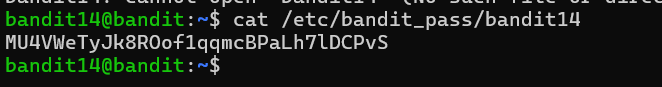 bandit14@bandit:~$ cat /etc/bandit_pass/bandit14
MU4VWeTyJk8ROof1qqmcBPaLh7lDCPvS
bandit14@bandit:~$